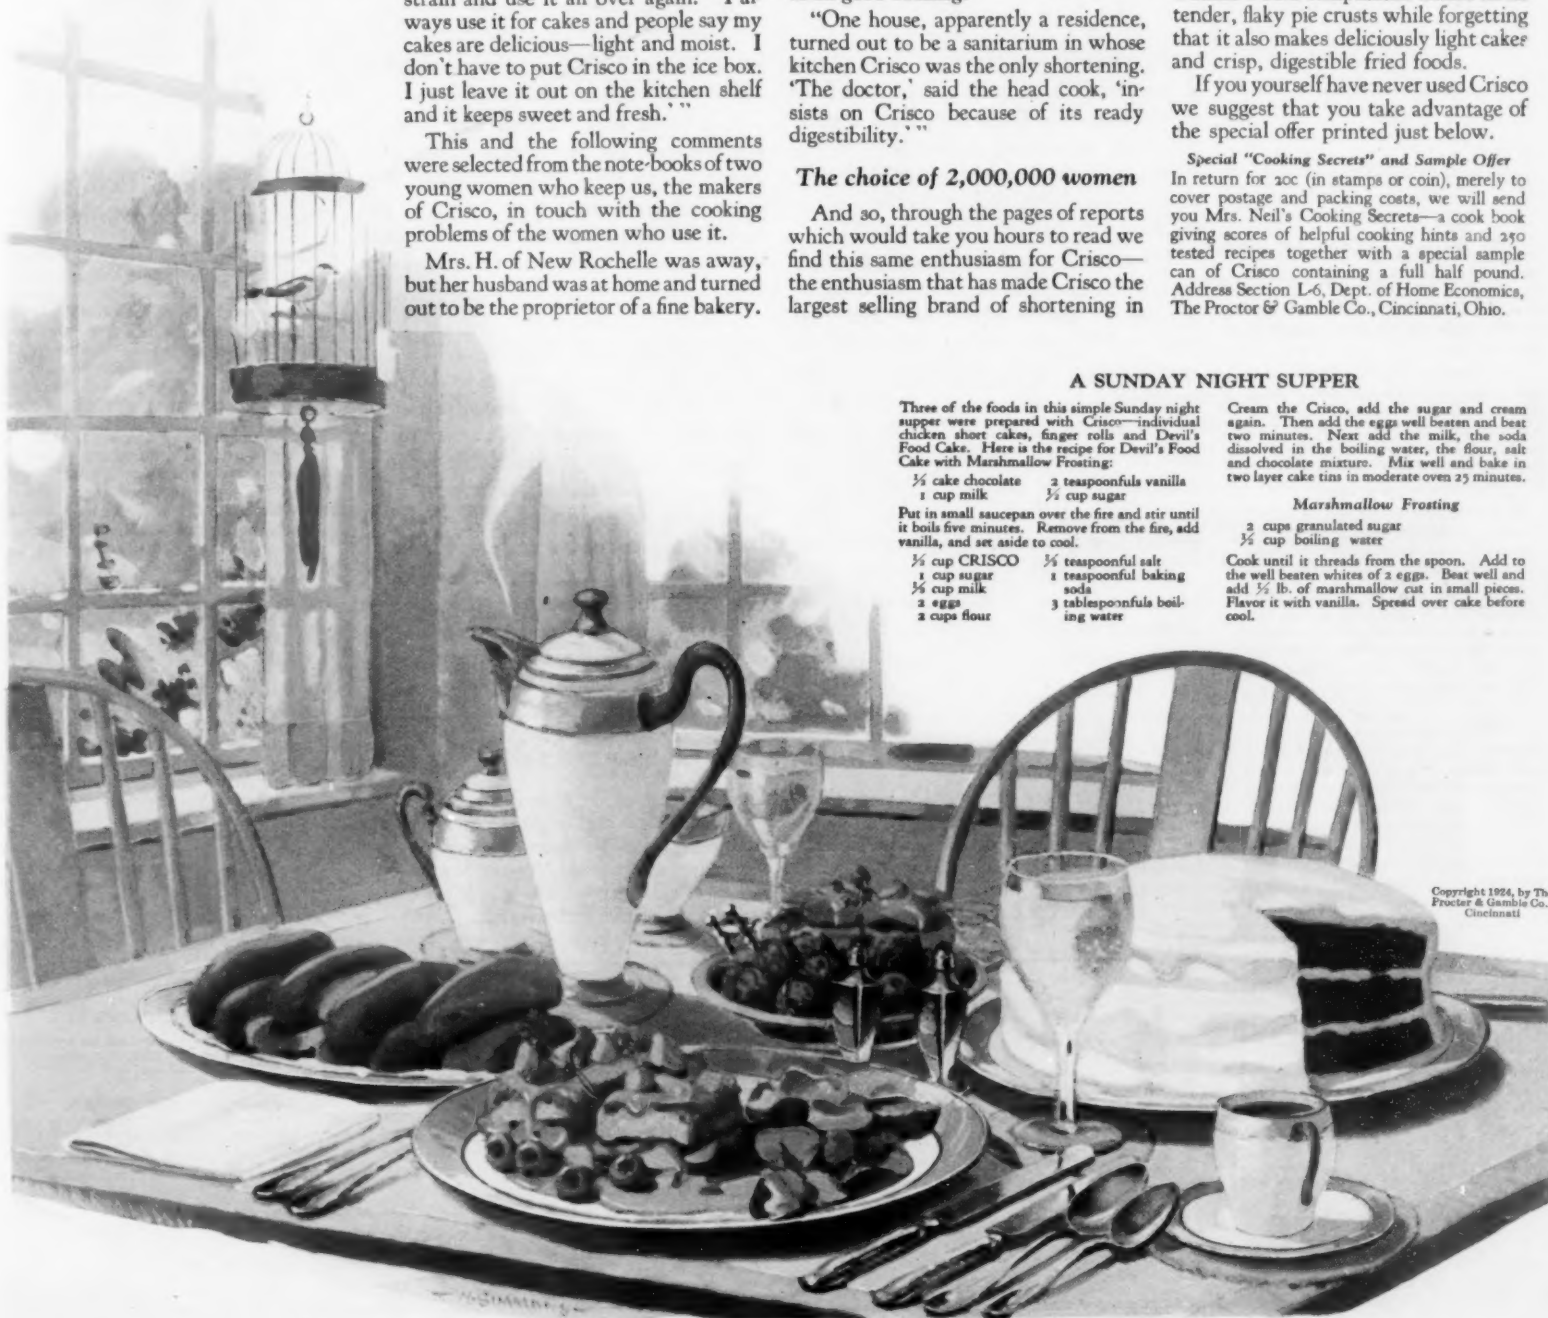 strain and use it all over again.
ways use it for cakes and people say my
cakes are delicious—light and moist. I
don't have to put Crisco in the ice box.
I just leave it out on the kitchen shelf
and it keeps sweet and fresh.' "
This and the following comments
were selected from the note-books of two
young women who keep us, the makers
of Crisco, in touch with the cooking
problems of the women who use it.
Mrs. H. of New Rochelle was away,
but her husband was at home and turned
out to be the proprietor of a fine bakery.
"One house, apparently a residence,
turned out to be a sanitarium in whose
kitchen Crisco was the only shortening.
'The doctor,' said the head cook, 'in-
sists on Crisco because of its ready
digestibility.' "
The choice of 2,000,000 women
And so, through the pages of reports
which would take you hours to read we
find this same enthusiasm for Crisco—
the enthusiasm that has made Crisco the
largest selling brand of shortening in
tender, flaky pie crusts while forgetting
that it also makes deliciously light cakes
and crisp, digestible fried foods.
If you yourself have never used Crisco
we suggest that you take advantage of
the special offer printed just below.
Special "Cooking Secrets" and Sample Offer
In return for 20c (in stamps or coin), merely to
cover postage and packing costs, we will send
you Mrs. Neil's Cooking Secrets—a cook book
giving scores of helpful cooking hints and 250
tested recipes together with a special sample
can of Crisco containing a full half pound.
Address Section L-6, Dept. of Home Economics,
The Proctor & Gamble Co., Cincinnati, Ohio.
A SUNDAY NIGHT SUPPER
Three of the foods in this simple Sunday night
supper were prepared with Crisco—individual
chicken short cakes, finger rolls and Devil's
Food Cake. Here is the recipe for Devil's Food
Cake with Marshmallow Frosting:
cake chocolate 2 teaspoonfuls vanilla
1 cup milk ½ cup sugar
Put in small saucepan over the fire and stir until
it boils five minutes. Remove from the fire, add
vanilla, and set aside to cool.
cup CRISCO teaspoonful salt
1 cup sugar 1 teaspoonful baking
cup milk soda
2 eggs 3 tablespoonfuls boil-
2 cups flour ing water
Cream the Crisco, add the sugar and cream
again. Then add the eggs well beaten and beat
two minutes. Next add the milk, the soda
dissolved in the boiling water, the flour, salt
and chocolate mixture. Mix well and bake in
two layer cake tins in moderate oven 25 minutes.
Marshmallow Frosting
2 cups granulated sugar
cup boiling water
Cook until it threads from the spoon. Add to
the well beaten whites of 2 eggs. Beat well and
add ½ lb. of marshmallow cut in small pieces.
Flavor it with vanilla. Spread over cake before
cool.
Copyright 1924, by Th
Procter & Gamble Co.
Cincinnati